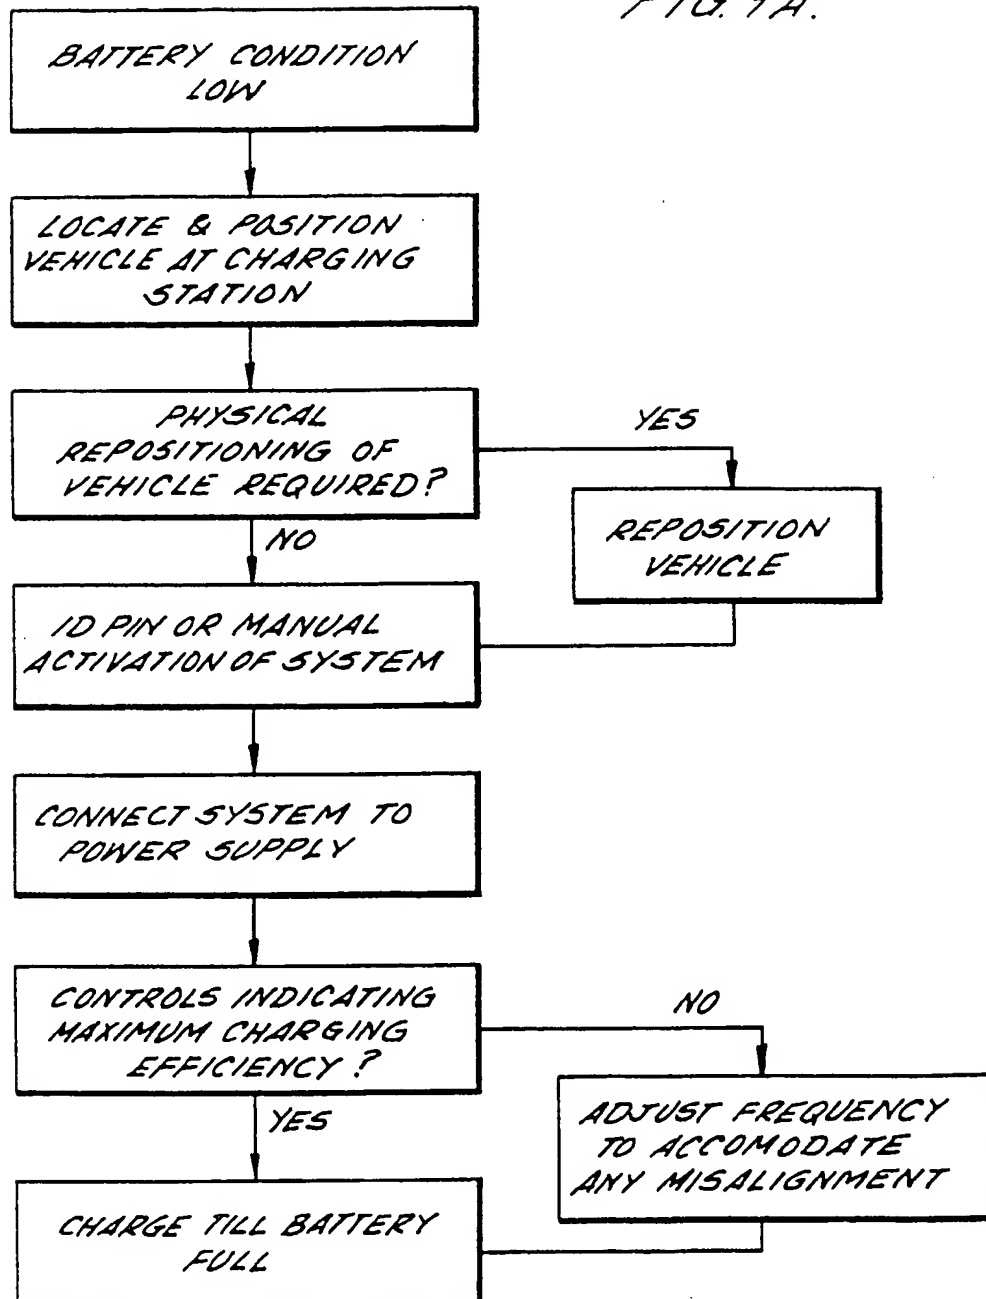 FIG. 1A.
BATTERY CONDITION
LOW
LOCATE & POSITION
VEHICLE AT CHARGING
STATION
PHYSICAL
REPOSITIONING OF
VEHICLE REQUIRED?
YES
NO
REPOSITION
VEHICLE
ID PIN OR MANUAL
ACTIVATION OF SYSTEM
CONNECT SYSTEM TO
POWER SUPPLY
CONTROLS INDICATING
MAXIMUM CHARGING
EFFICIENCY?
NO
YES
ADJUST FREQUENCY
TO ACCOMODATE
ANY MISALIGNMENT
CHARGE TILL BATTERY
FULL